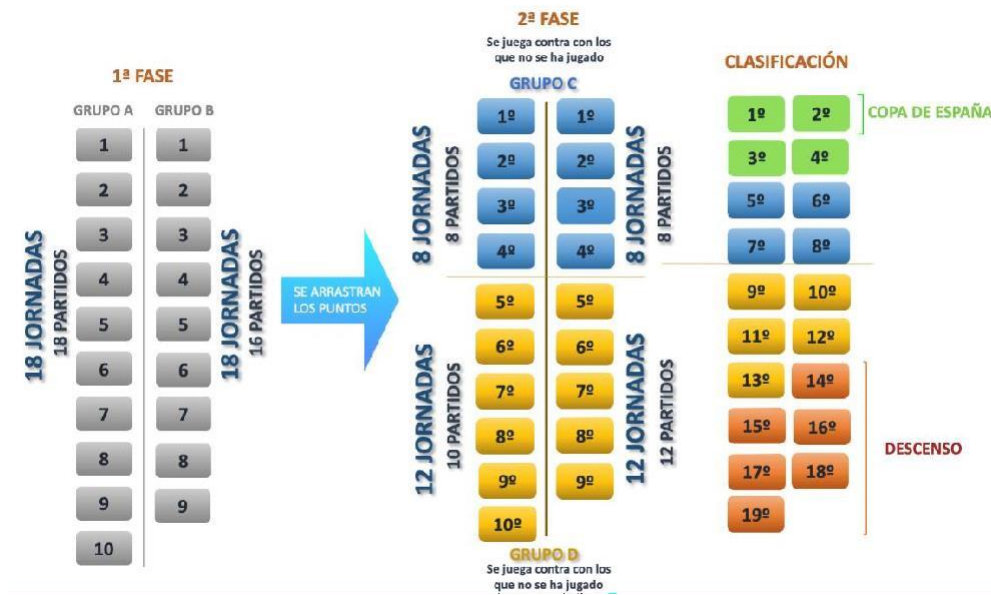 1ª FASE
GRUPO A
GRUPO B
18 JORNADAS
18 PARTIDOS
1
2
3
4
5
6
7
8
9
10
1
2
3
4
5
6
7
8
9
18 JORNADAS
16 PARTIDOS
SE ARRASTRAN
LOS PUNTOS
2ª FASE
Se juega contra con los
que no se ha jugado
GRUPO C
8 JORNADAS
8 PARTIDOS
1º 1º
2º 2º
3º 3º
4º 4º
8 JORNADAS
8 PARTIDOS
12 JORNADAS
10 PARTIDOS
5º 5º
6º 6º
7º 7º
8º 8º
9º 9º
10º
12 JORNADAS
12 PARTIDOS
GRUPO D
Se juega contra con los
que no se ha jugado
CLASIFICACIÓN
1º 2º
3º 4º
5º 6º
7º 8º
9º 10º
11º 12º
13º 14º
15º 16º
17º 18º
19º
COPA DE ESPAÑA
DESCENSO